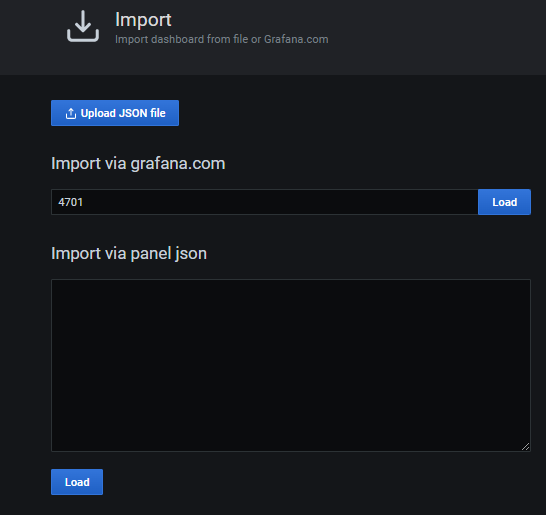 Import
Import dashboard from file or Grafana.com
Upload JSON file
Import via grafana.com
4701
Load
Import via panel json
Load